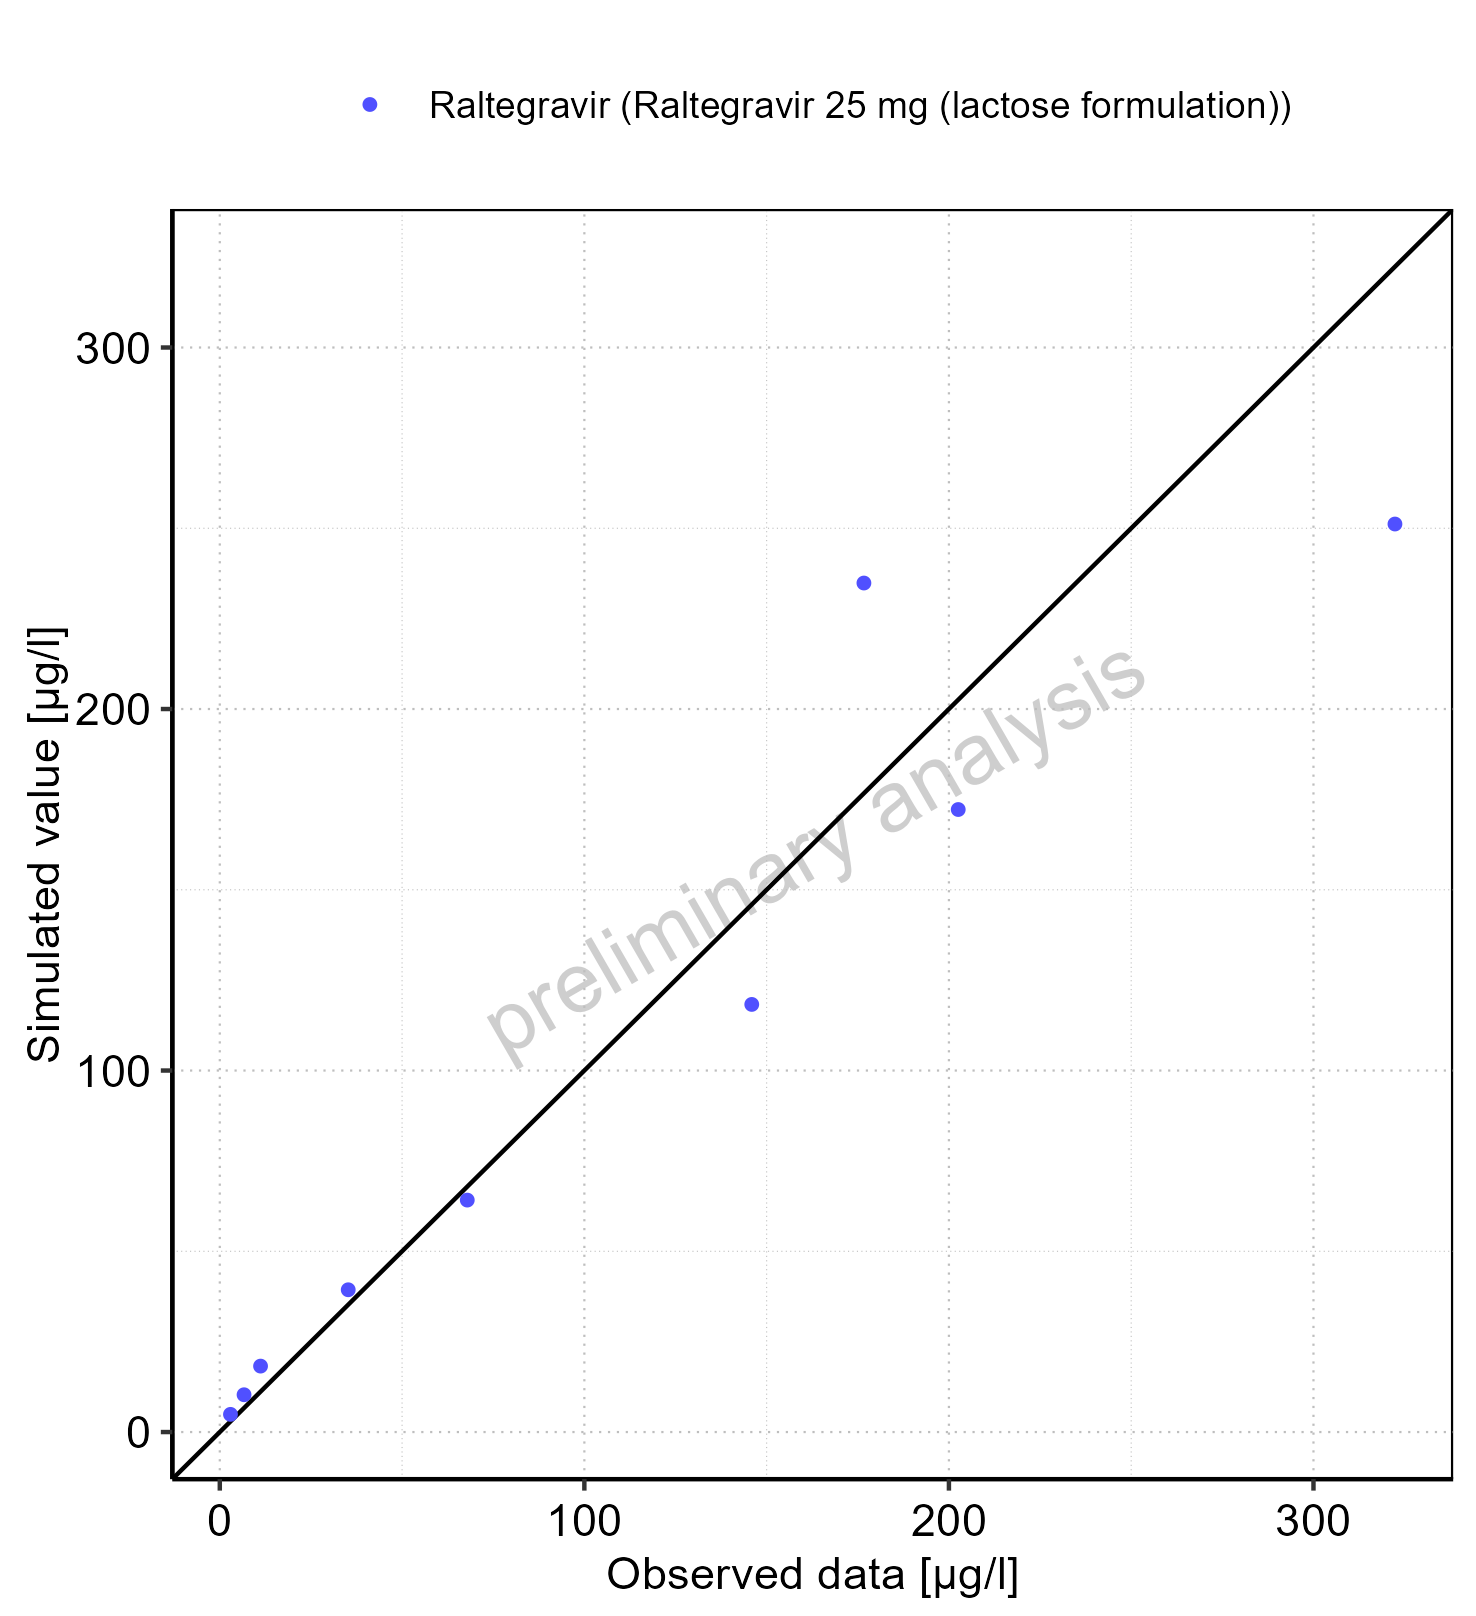 Raltegravir (Raltegravir 25 mg (lactose formulation))
300
200
100
0
Simulated value [µg/l]
preliminary analysis
0 100 200 300
Observed data [µg/l]